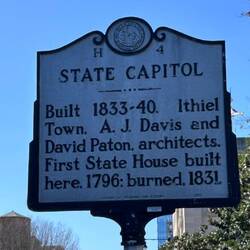 H 4
STATE CAPITOL
Built 1833-40. Ithiel
Town, A. J. Davis and
David Paton, architects.
First State House built
here, 1796; burned, 1831.